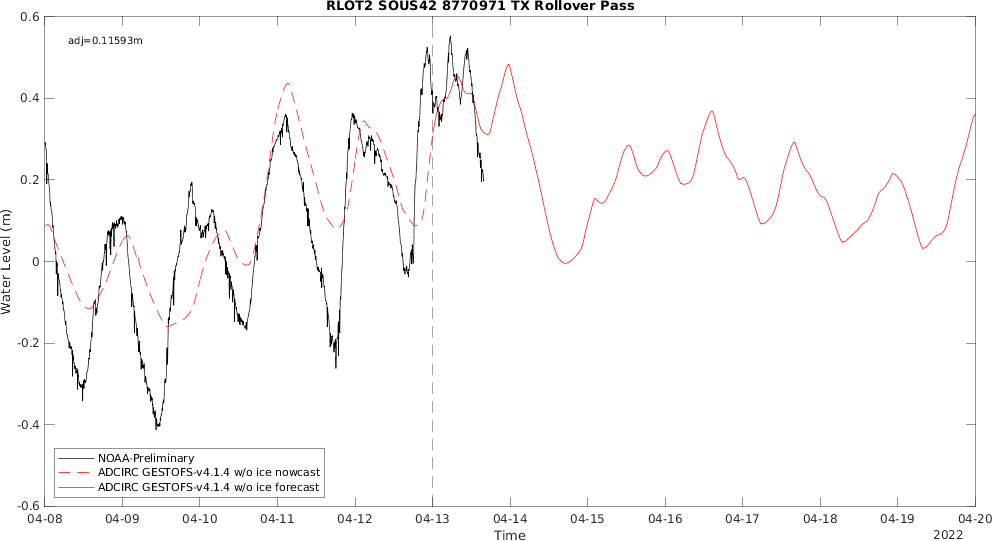 RLOT2 SOUS42 8770971 TX Rollover Pass
adj=0.11593m
0.6
0.4
0.2
0
-0.2
-0.4
-0.6
Water Level (m)
NOAA-Preliminary
ADCIRC GESTOFS-v4.1.4 w/o ice nowcast
ADCIRC GESTOFS-v4.1.4 w/o ice forecast
04-08 04-09 04-10 04-11 04-12 04-13 04-14 04-15 04-16 04-17 04-18 04-19 04-20
Time
2022